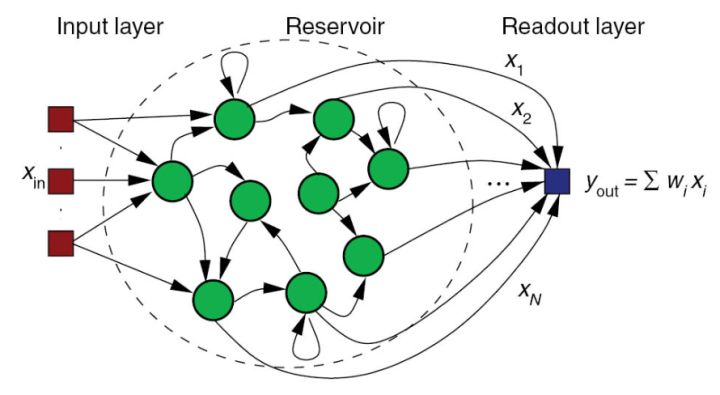 Input layer
Reservoir
Readout layer
x1
x2
xin
...
yout = ∑ wi xi
xN